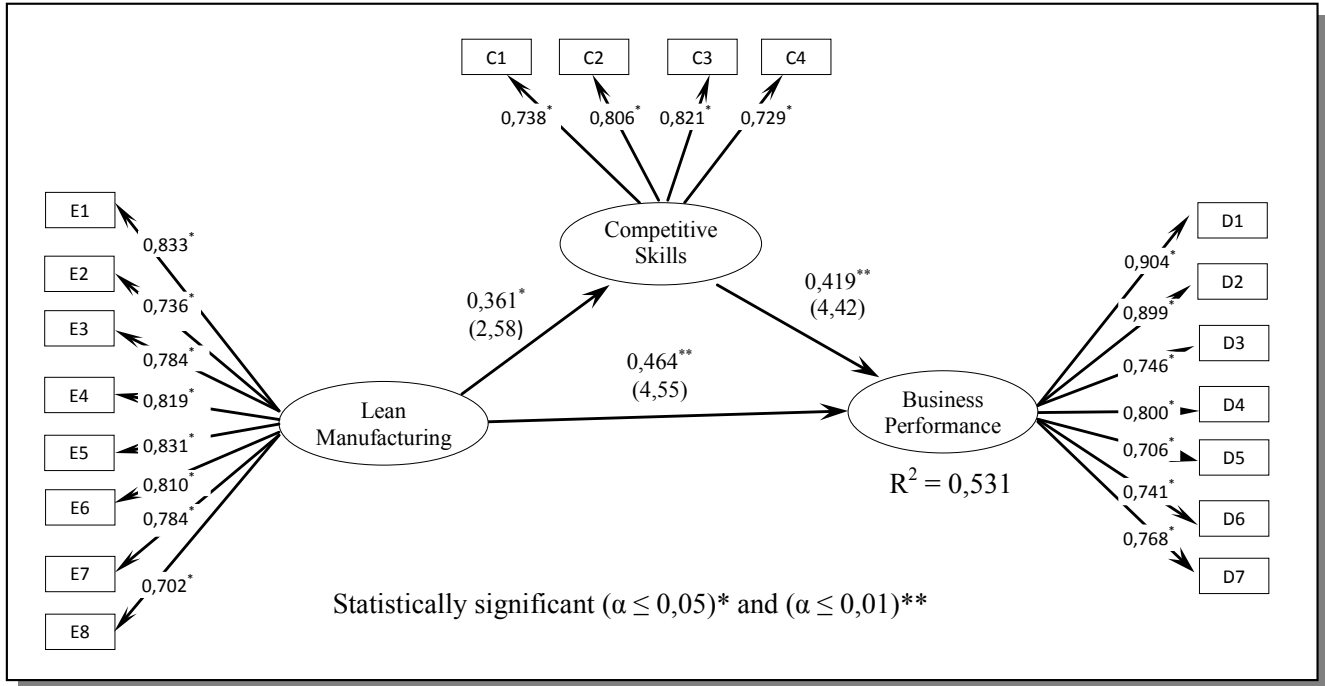 C1
C2
C3
C4
0,738*
0,806*
0,821*
0,729*
Competitive
Skills
E1
E2
E3
E4
E5
E6
E7
E8
0,833*
0,736*
0,784*
0,819*
0,831*
0,810*
0,784*
0,702*
Lean
Manufacturing
0,361*
(2,58)
0,419**
(4,42)
0,464**
(4,55)
Business
Performance
R² = 0,531
0,904*
0,899*
0,746*
0,800*
0,706*
0,741*
0,768*
D1
D2
D3
D4
D5
D6
D7
Statistically significant (α ≤ 0,05)* and (α ≤ 0,01)**